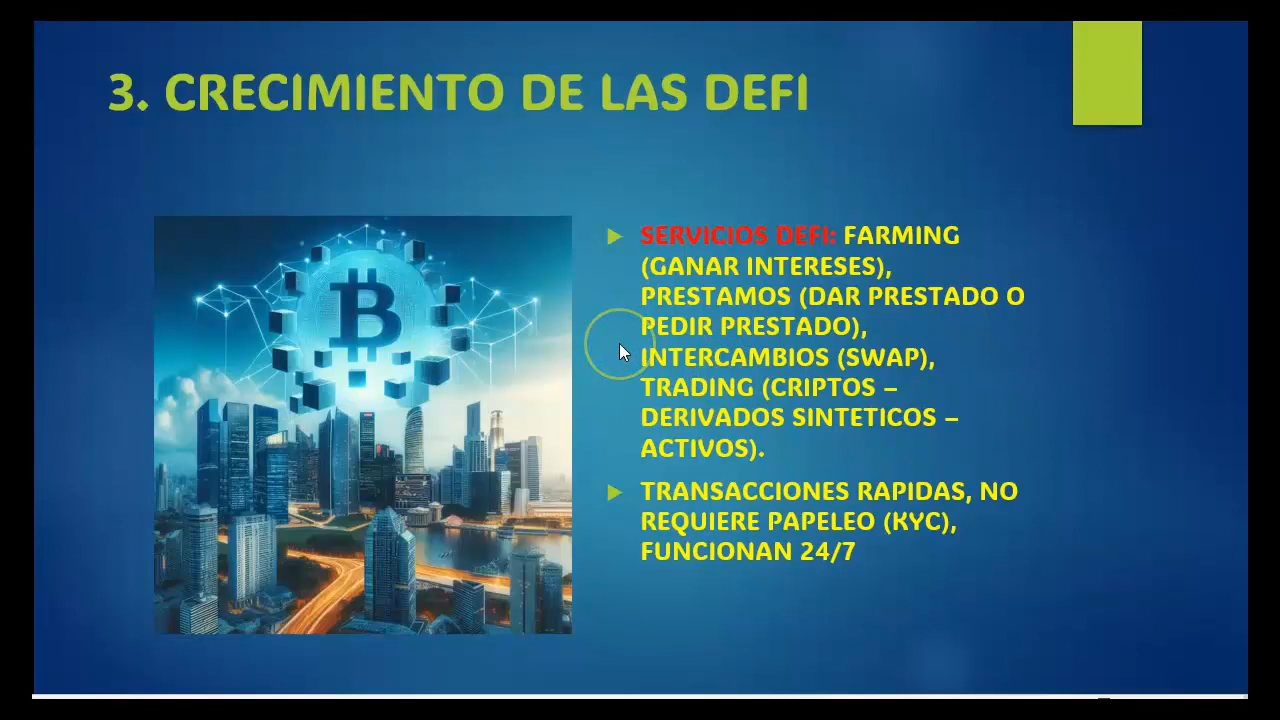 3. CRECIMIENTO DE LAS DEFI
SERVICIOS DEFI: FARMING
(GANAR INTERESES),
PRESTAMOS (DAR PRESTADO O
PEDIR PRESTADO),
INTERCAMBIOS (SWAP),
TRADING (CRIPTOS –
DERIVADOS SINTETICOS –
ACTIVOS).
TRANSACCIONES RAPIDAS, NO
REQUIERE PAPELEO (KYC),
FUNCIONAN 24/7